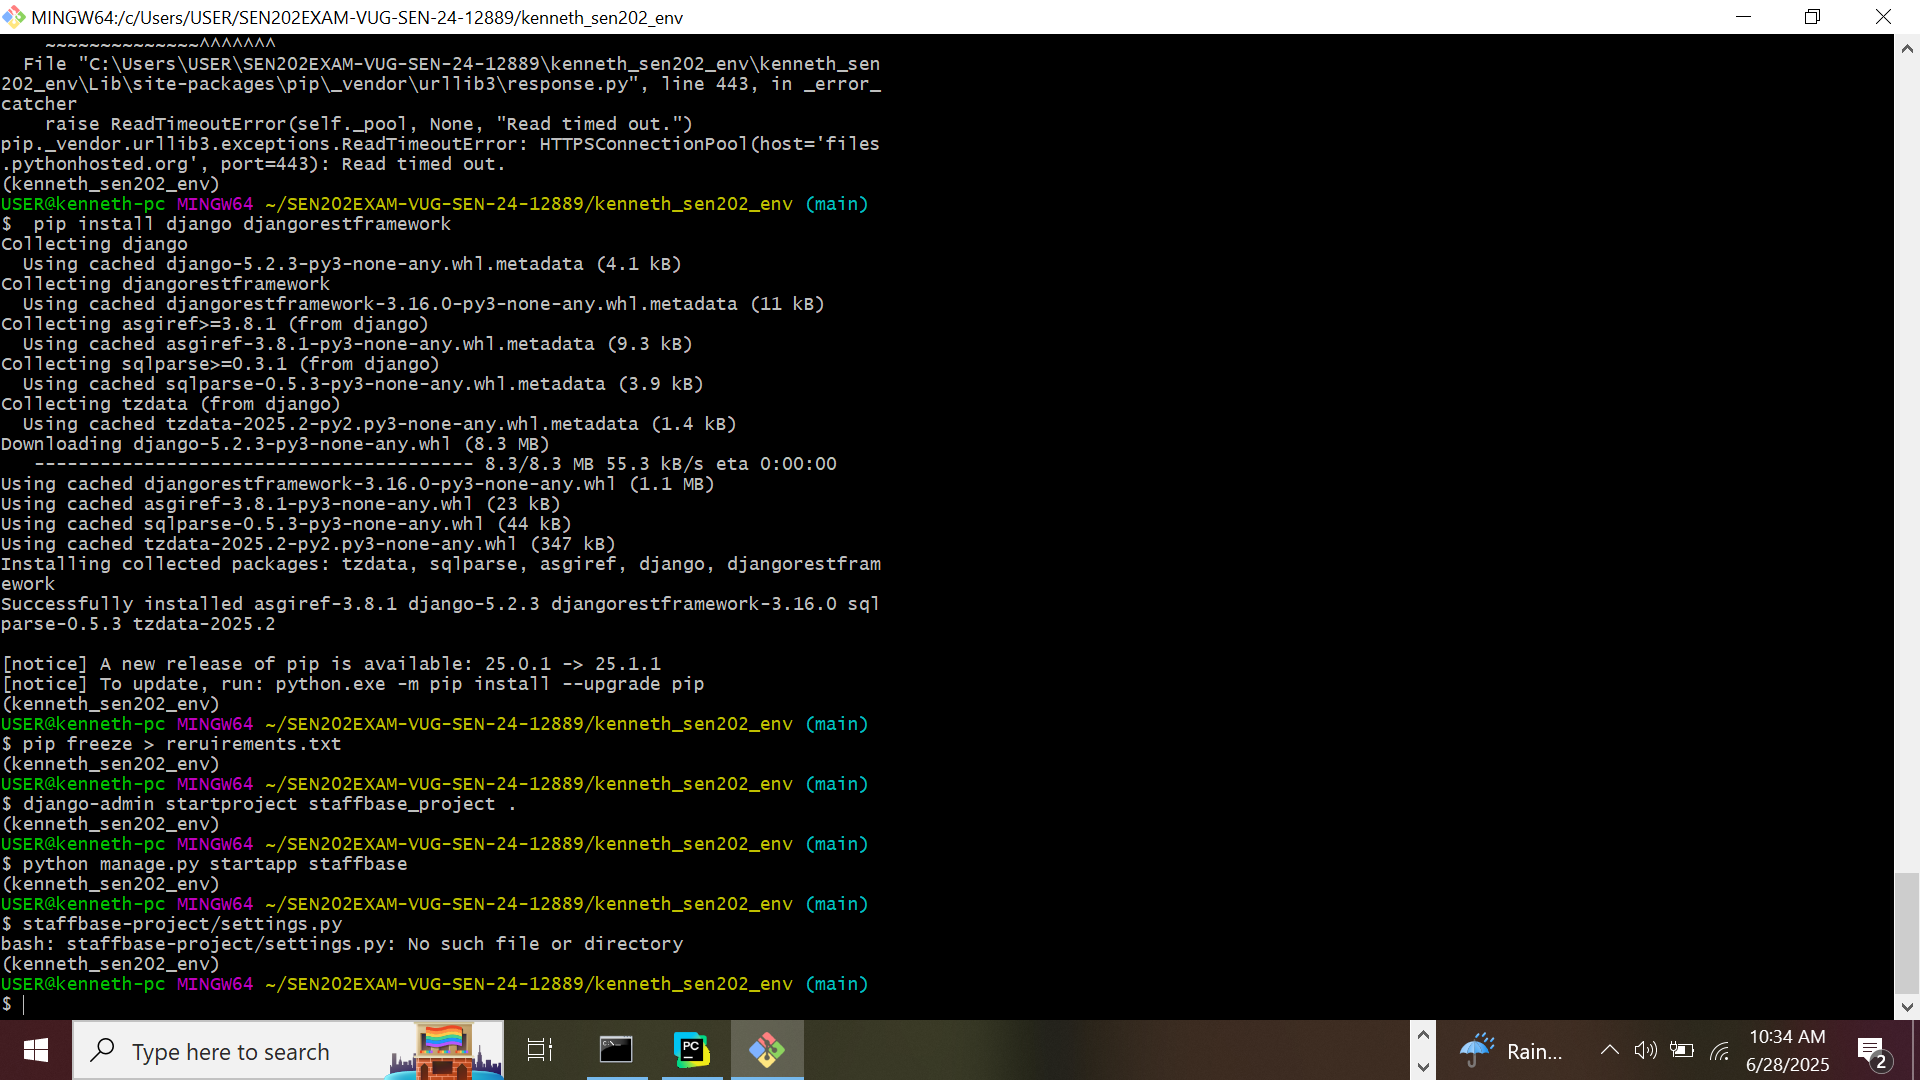 MINGW64:/c/Users/USER/SEN202EXAM-VUG-SEN-24-12889/kenneth_sen202_env
    ~~~~~~~~~~~~~~^^^^^^^
  File "C:\Users\USER\SEN202EXAM-VUG-SEN-24-12889\kenneth_sen202_env\kenneth_sen
202_env\Lib\site-packages\pip\_vendor\urllib3\response.py", line 443, in _error_
catcher
    raise ReadTimeoutError(self._pool, None, "Read timed out.")
pip._vendor.urllib3.exceptions.ReadTimeoutError: HTTPSConnectionPool(host='files
.pythonhosted.org', port=443): Read timed out.
(kenneth_sen202_env)
USER@kenneth-pc MINGW64 ~/SEN202EXAM-VUG-SEN-24-12889/kenneth_sen202_env (main)
$  pip install django djangorestframework
Collecting django
  Using cached django-5.2.3-py3-none-any.whl.metadata (4.1 kB)
Collecting djangorestframework
  Using cached djangorestframework-3.16.0-py3-none-any.whl.metadata (11 kB)
Collecting asgiref>=3.8.1 (from django)
  Using cached asgiref-3.8.1-py3-none-any.whl.metadata (9.3 kB)
Collecting sqlparse>=0.3.1 (from django)
  Using cached sqlparse-0.5.3-py3-none-any.whl.metadata (3.9 kB)
Collecting tzdata (from django)
  Using cached tzdata-2025.2-py2.py3-none-any.whl.metadata (1.4 kB)
Downloading django-5.2.3-py3-none-any.whl (8.3 MB)
   ---------------------------------------- 8.3/8.3 MB 55.3 kB/s eta 0:00:00
Using cached djangorestframework-3.16.0-py3-none-any.whl (1.1 MB)
Using cached asgiref-3.8.1-py3-none-any.whl (23 kB)
Using cached sqlparse-0.5.3-py3-none-any.whl (44 kB)
Using cached tzdata-2025.2-py2.py3-none-any.whl (347 kB)
Installing collected packages: tzdata, sqlparse, asgiref, django, djangorestfram
ework
Successfully installed asgiref-3.8.1 django-5.2.3 djangorestframework-3.16.0 sql
parse-0.5.3 tzdata-2025.2

[notice] A new release of pip is available: 25.0.1 -> 25.1.1
[notice] To update, run: python.exe -m pip install --upgrade pip
(kenneth_sen202_env)
USER@kenneth-pc MINGW64 ~/SEN202EXAM-VUG-SEN-24-12889/kenneth_sen202_env (main)
$ pip freeze > reruirements.txt
(kenneth_sen202_env)
USER@kenneth-pc MINGW64 ~/SEN202EXAM-VUG-SEN-24-12889/kenneth_sen202_env (main)
$ django-admin startproject staffbase_project .
(kenneth_sen202_env)
USER@kenneth-pc MINGW64 ~/SEN202EXAM-VUG-SEN-24-12889/kenneth_sen202_env (main)
$ python manage.py startapp staffbase
(kenneth_sen202_env)
USER@kenneth-pc MINGW64 ~/SEN202EXAM-VUG-SEN-24-12889/kenneth_sen202_env (main)
$ staffbase-project/settings.py
bash: staffbase-project/settings.py: No such file or directory
(kenneth_sen202_env)
USER@kenneth-pc MINGW64 ~/SEN202EXAM-VUG-SEN-24-12889/kenneth_sen202_env (main)
$
Type here to search
PC
Rain...
10:34 AM
6/28/2025
2